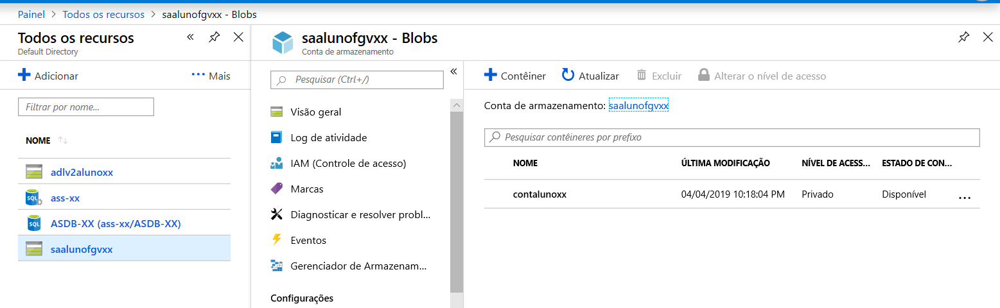 Painel > Todos os recursos > saalunofgvxx - Blobs
Todos os recursos
Default Directory
Adicionar
Mais
Filtrar por nome...
NOME
adlv2alunoxx
ass-xx
ASDB-XX (ass-xx/ASDB-XX)
saalunofgvxx
saalunofgvxx - Blobs
Conta de armazenamento
Pesquisar (Ctrl+/)
Visão geral
Log de atividade
IAM (Controle de acesso)
Marcas
Diagnosticar e resolver probl...
Eventos
Gerenciador de Armazenam...
Configurações
Contêiner Atualizar Excluir Alterar o nível de acesso
Conta de armazenamento: saalunofgvxx
Pesquisar contêineres por prefixo
NOME ÚLTIMA MODIFICAÇÃO NÍVEL DE ACESS... ESTADO DE CON...
contalunoxx 04/04/2019 10:18:04 PM Privado Disponível ...